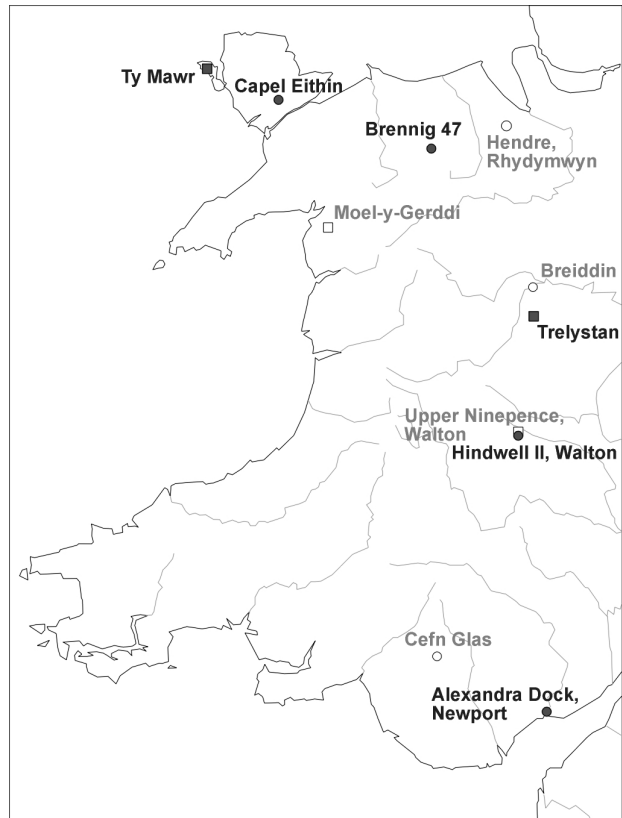 Ty Mawr
Capel Eithin
Brennig 47
Hendre,
Rhydymwyn
Moel-y-Gerddi
Breiddin
Trelystan
Upper Ninepence,
Walton
Hindwell II, Walton
Cefn Glas
Alexandra Dock,
Newport